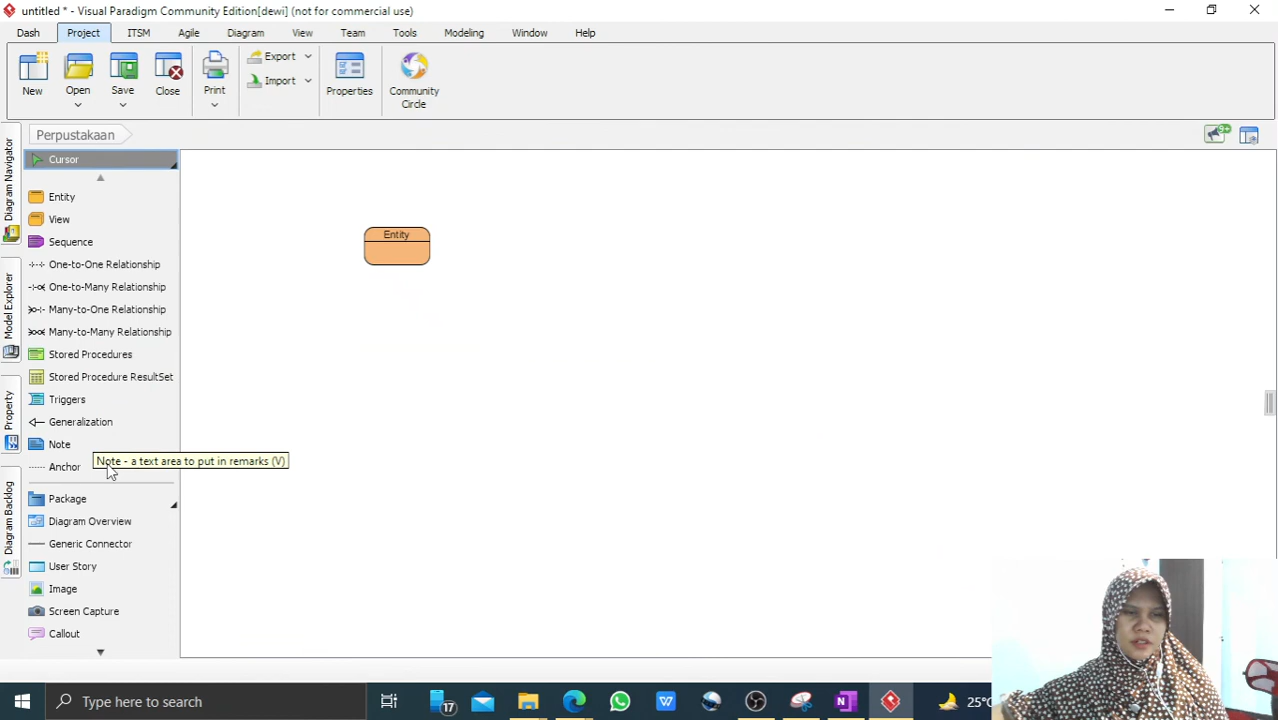 untitled * - Visual Paradigm Community Edition[dewi] (not for commercial use)
Dash Project ITSM Agile Diagram View Team Tools Modeling Window Help
New Open Save Close Print Export Import Properties Community Circle
Perpustakaan
9+
Diagram Navigator
Model Explorer
Property
Diagram Backlog
Cursor
Entity
View
Sequence
One-to-One Relationship
One-to-Many Relationship
Many-to-One Relationship
Many-to-Many Relationship
Stored Procedures
Stored Procedure ResultSet
Triggers
Generalization
Note
Note - a text area to put in remarks (V)
Anchor
Package
Diagram Overview
Generic Connector
User Story
Image
Screen Capture
Callout
Entity
Type here to search
17
25°